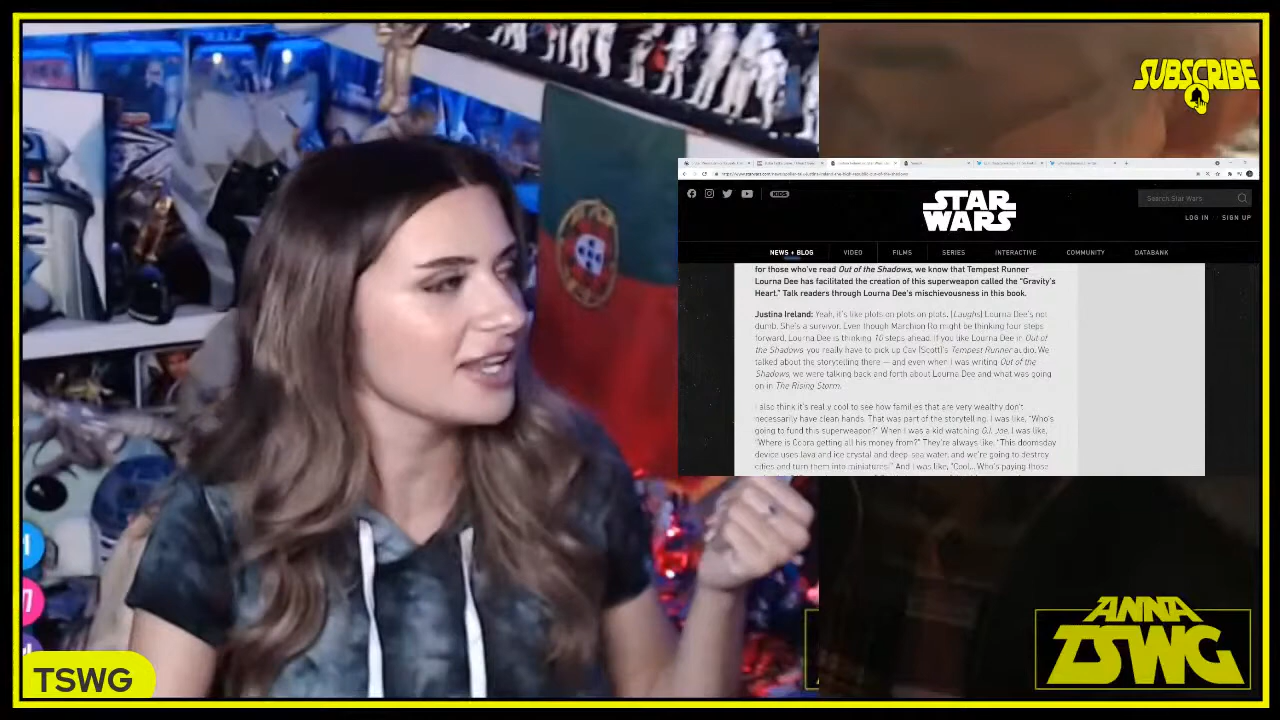 SUBSCRIBE
KIDS
STAR
WARS
Search Star Wars
LOG IN
SIGN UP
NEWS + BLOG
VIDEO
FILMS
SERIES
INTERACTIVE
COMMUNITY
DATABANK
for those who've read Out of the Shadows, we know that Tempest Runner
Lourna Dee has facilitated the creation of this superweapon called the "Gravity's
Heart." Talk readers through Lourna Dee's mischievousness in this book.
Justina Ireland: Yeah, it's like plots on plots on plots. [Laughs] Lourna Dee's not
dumb. She's a survivor. Even though Marchion Ro might be thinking four steps
forward, Lourna Dee is thinking 10 steps ahead. If you like Lourna Dee in Out of
the Shadows, you really have to pick up Cav [Scott]'s Tempest Runner audio. We
talked about the storytelling there — and even when I was writing Out of the
Shadows, we were talking back and forth about Lourna Dee and what was going
on in The Rising Storm.
I also think it's really cool to see how families that are very wealthy don't
necessarily have clean hands. That was part of the storytelling. I was like, "Who's
going to fund this superweapon?" When I was a kid watching G.I. Joe, I was like,
"Where is Cobra getting all his money from?" They're always like, "This doomsday
device uses lava and ice crystal and deep-sea water, and we're going to destroy
cities and turn them into miniatures!" And I was like, "Cool... Who's paying those
ANNA
TSWG
TSWG